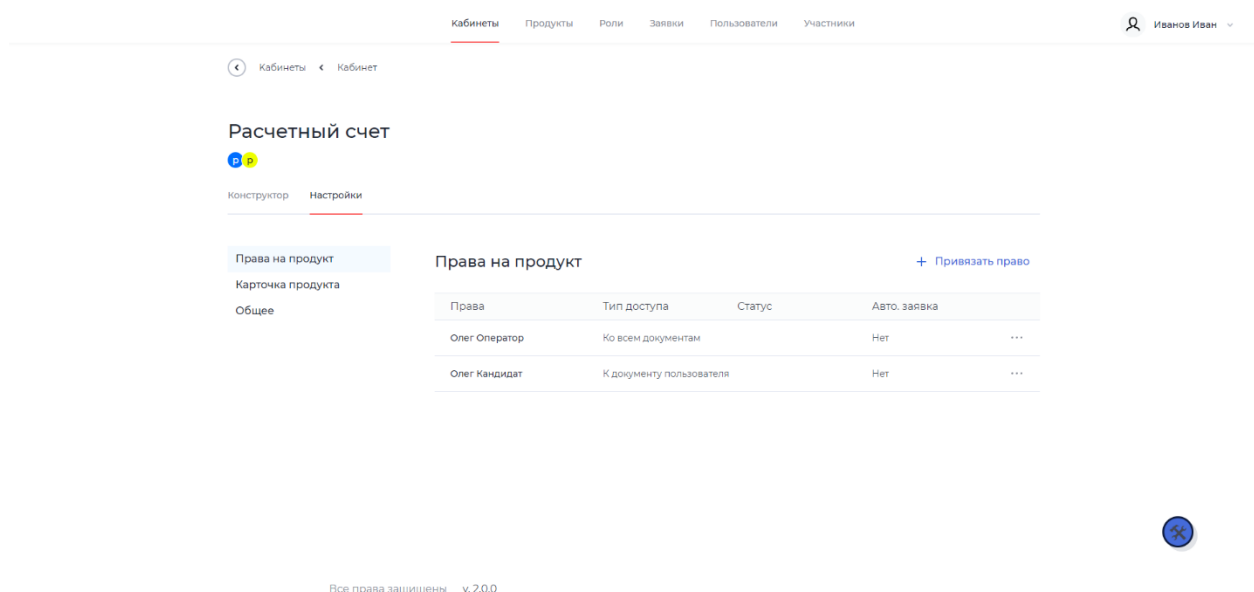 Кабинеты Продукты Роли Заявки Пользователи Участники Иванов Иван
Кабинеты Кабинет
Расчетный счет
р р
Конструктор Настройки
Права на продукт
Карточка продукта
Общее
Права на продукт + Привязать право
Права Тип доступа Статус Авто. заявка
Олег Оператор Ко всем документам Нет ...
Олег Кандидат К документу пользователя Нет ...
Все права защищены v. 2.0.0